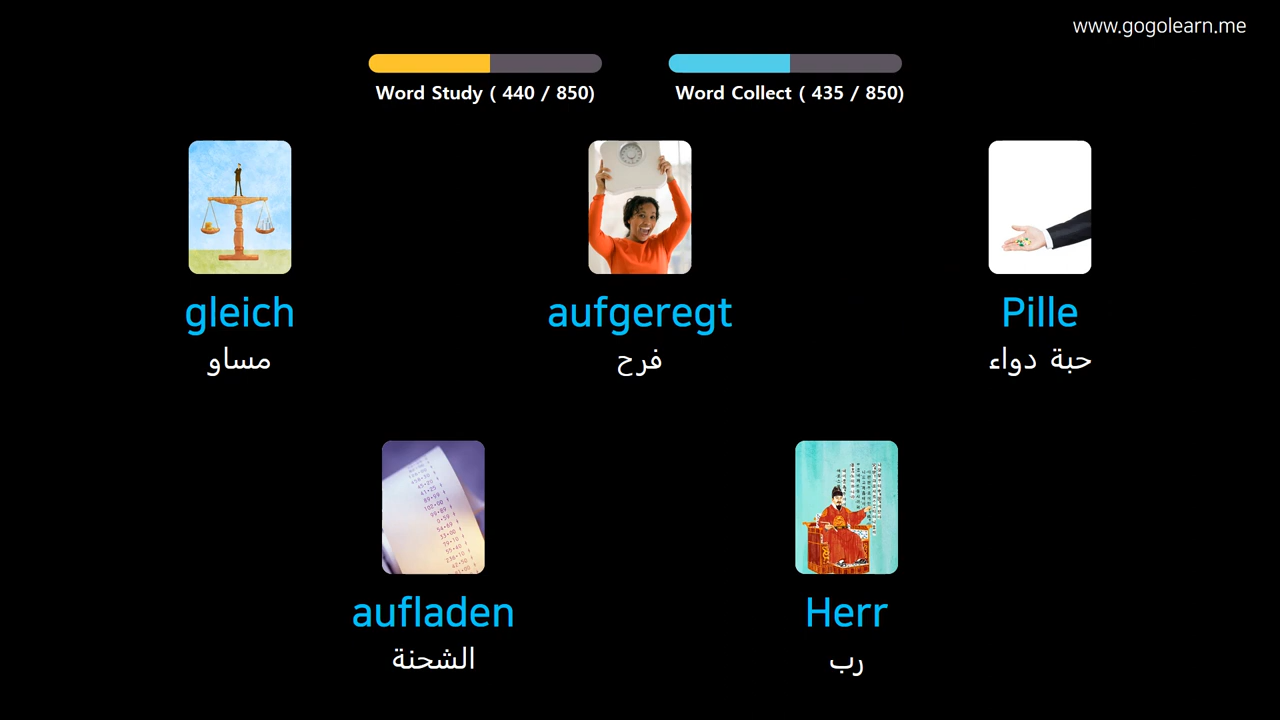 www.gogolearn.me
Word Study ( 440 / 850)
Word Collect ( 435 / 850)
gleich
مساو
aufgeregt
فرح
Pille
حبة دواء
aufladen
الشحنة
Herr
رب